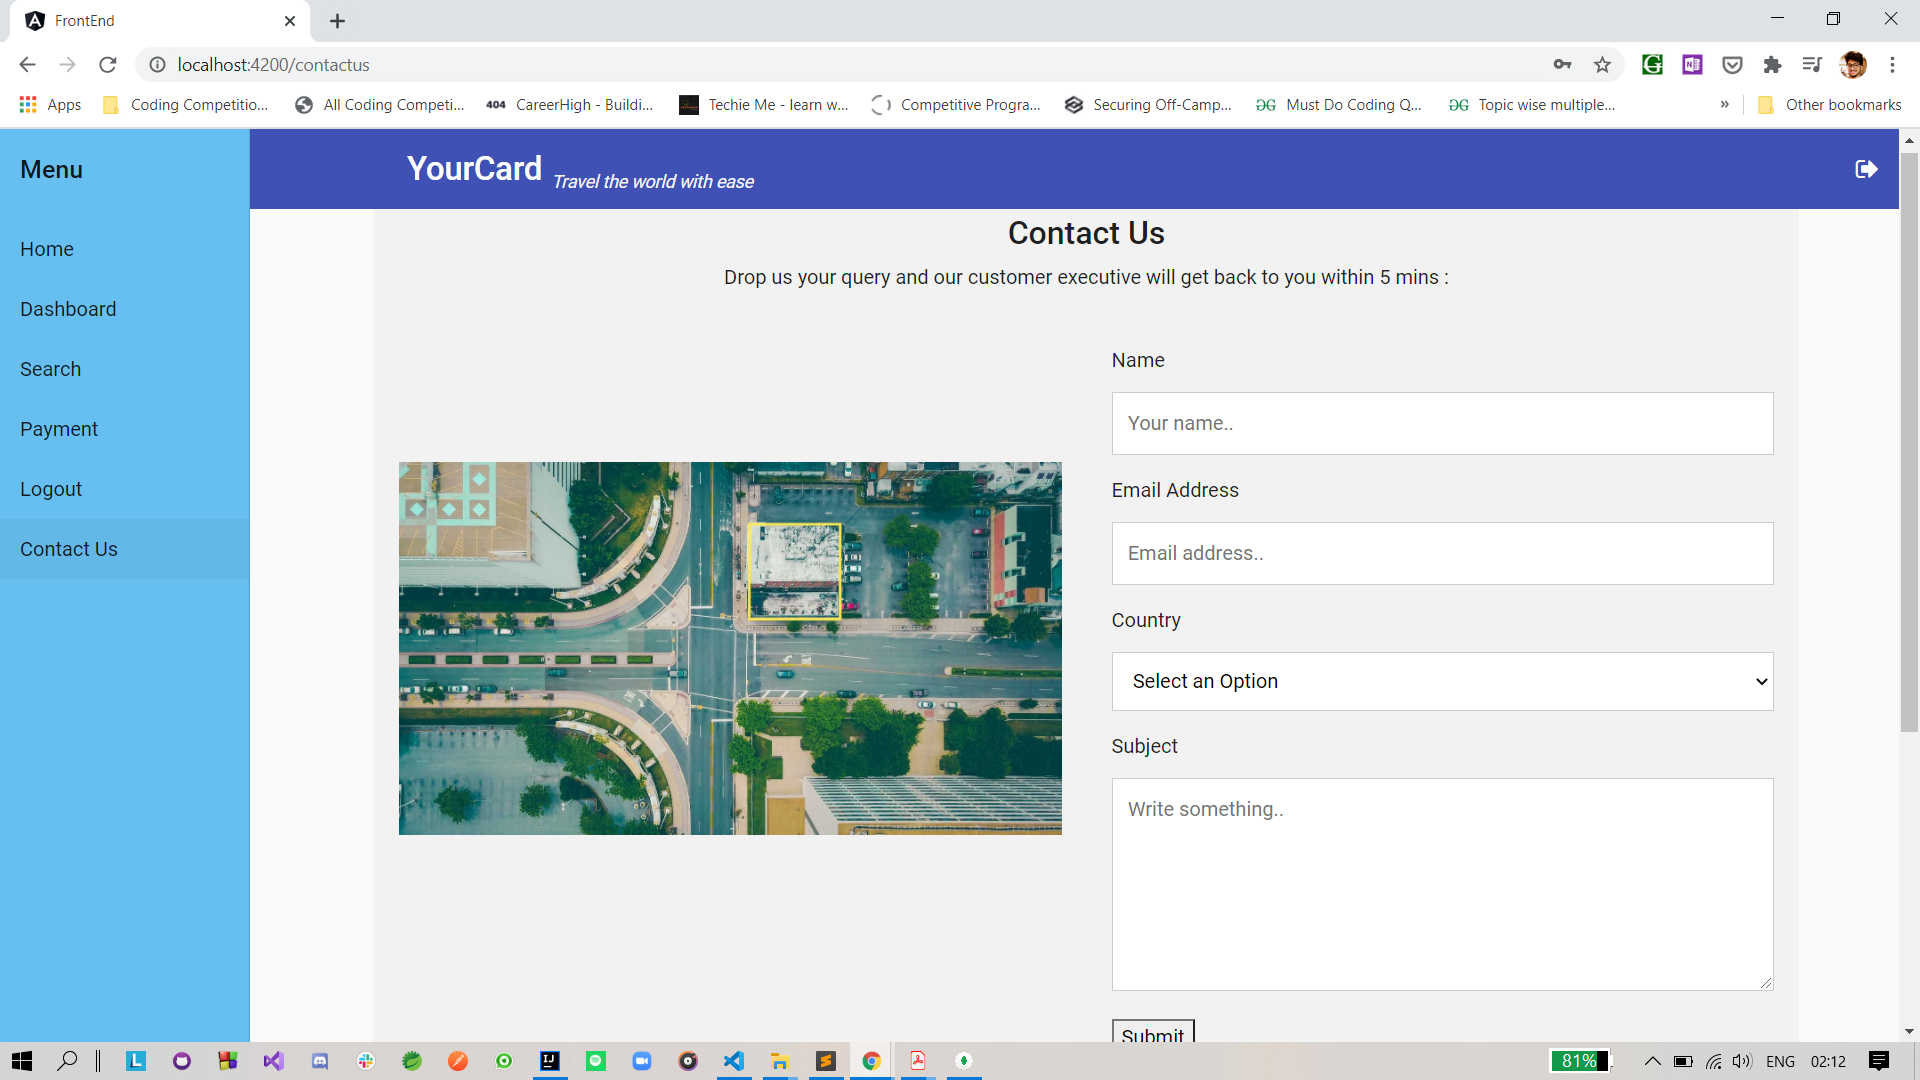 FrontEnd
localhost:4200/contactus
Apps
Coding Competitio...
All Coding Competi...
404
CareerHigh - Buildi...
Techie Me - learn w...
Competitive Progra...
Securing Off-Camp...
Must Do Coding Q...
Topic wise multiple...
»
Other bookmarks
Menu
YourCard Travel the world with ease
Home
Dashboard
Search
Payment
Logout
Contact Us
Contact Us
Drop us your query and our customer executive will get back to you within 5 mins :
Name
Your name..
Email Address
Email address..
Country
Select an Option
Subject
Write something..
Submit
L
IJ
81%
ENG
02:12